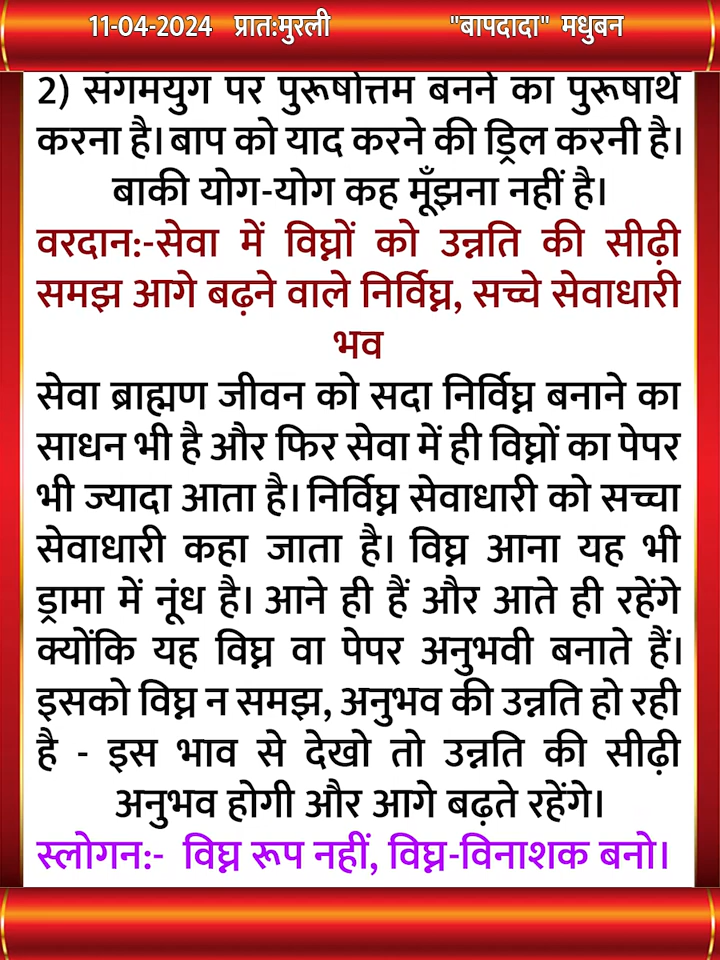 11-04-2024 प्रात:मुरली "बापदादा" मधुबन
2) संगमयुग पर पुरूषोत्तम बनने का पुरूषार्थ
करना है। बाप को याद करने की ड्रिल करनी है।
बाकी योग-योग कह मूँझना नहीं है।
वरदान:-सेवा में विघ्नों को उन्नति की सीढ़ी
समझ आगे बढ़ने वाले निर्विघ्न, सच्चे सेवाधारी
भव
सेवा ब्राह्मण जीवन को सदा निर्विघ्न बनाने का
साधन भी है और फिर सेवा में ही विघ्नों का पेपर
भी ज्यादा आता है। निर्विघ्न सेवाधारी को सच्चा
सेवाधारी कहा जाता है। विघ्न आना यह भी
ड्रामा में नूंध है। आने ही हैं और आते ही रहेंगे
क्योंकि यह विघ्न वा पेपर अनुभवी बनाते हैं।
इसको विघ्न न समझ, अनुभव की उन्नति हो रही
है - इस भाव से देखो तो उन्नति की सीढ़ी
अनुभव होगी और आगे बढ़ते रहेंगे।
स्लोगन:- विघ्न रूप नहीं, विघ्न-विनाशक बनो।